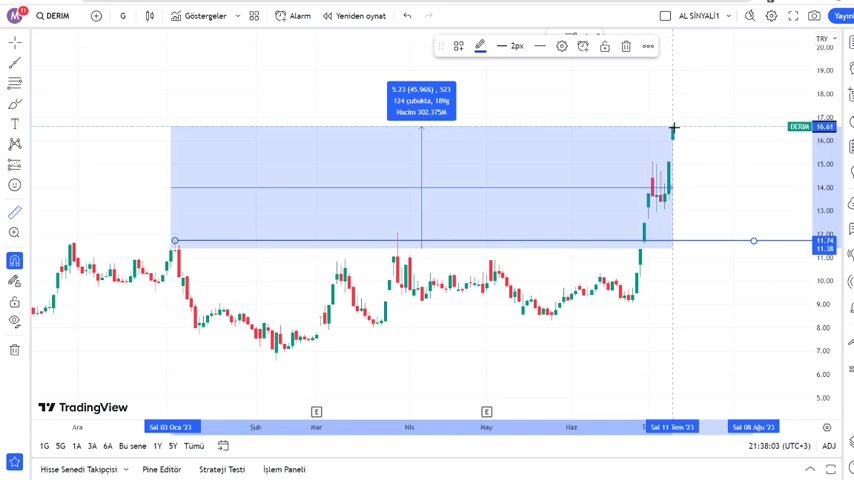 M 11 DERIM G Göstergeler Alarm Yeniden oynat AL SİNYALİ1 Yayın
2px
TRY
20.00
19.00
18.00
17.00
DERIM 16.61
16.00
15.00
14.00
13.00
12.00
11.74
11.38
11.00
10.00
9.00
8.00
7.00
6.00
5.00
5.23 (45.96%) , 523
124 çubukta, 189g
Hacim 302.375M
E E
TradingView
Ara Sal 03 Oca '23 Şub Mar Nis May Haz Sal 11 Tem '23 Sal 08 Ağu '23
1G 5G 1A 3A 6A Bu sene 1Y 5Y Tümü 21:38:03 (UTC+3) ADJ
Hisse Senedi Takipçisi Pine Editör Strateji Testi İşlem Paneli